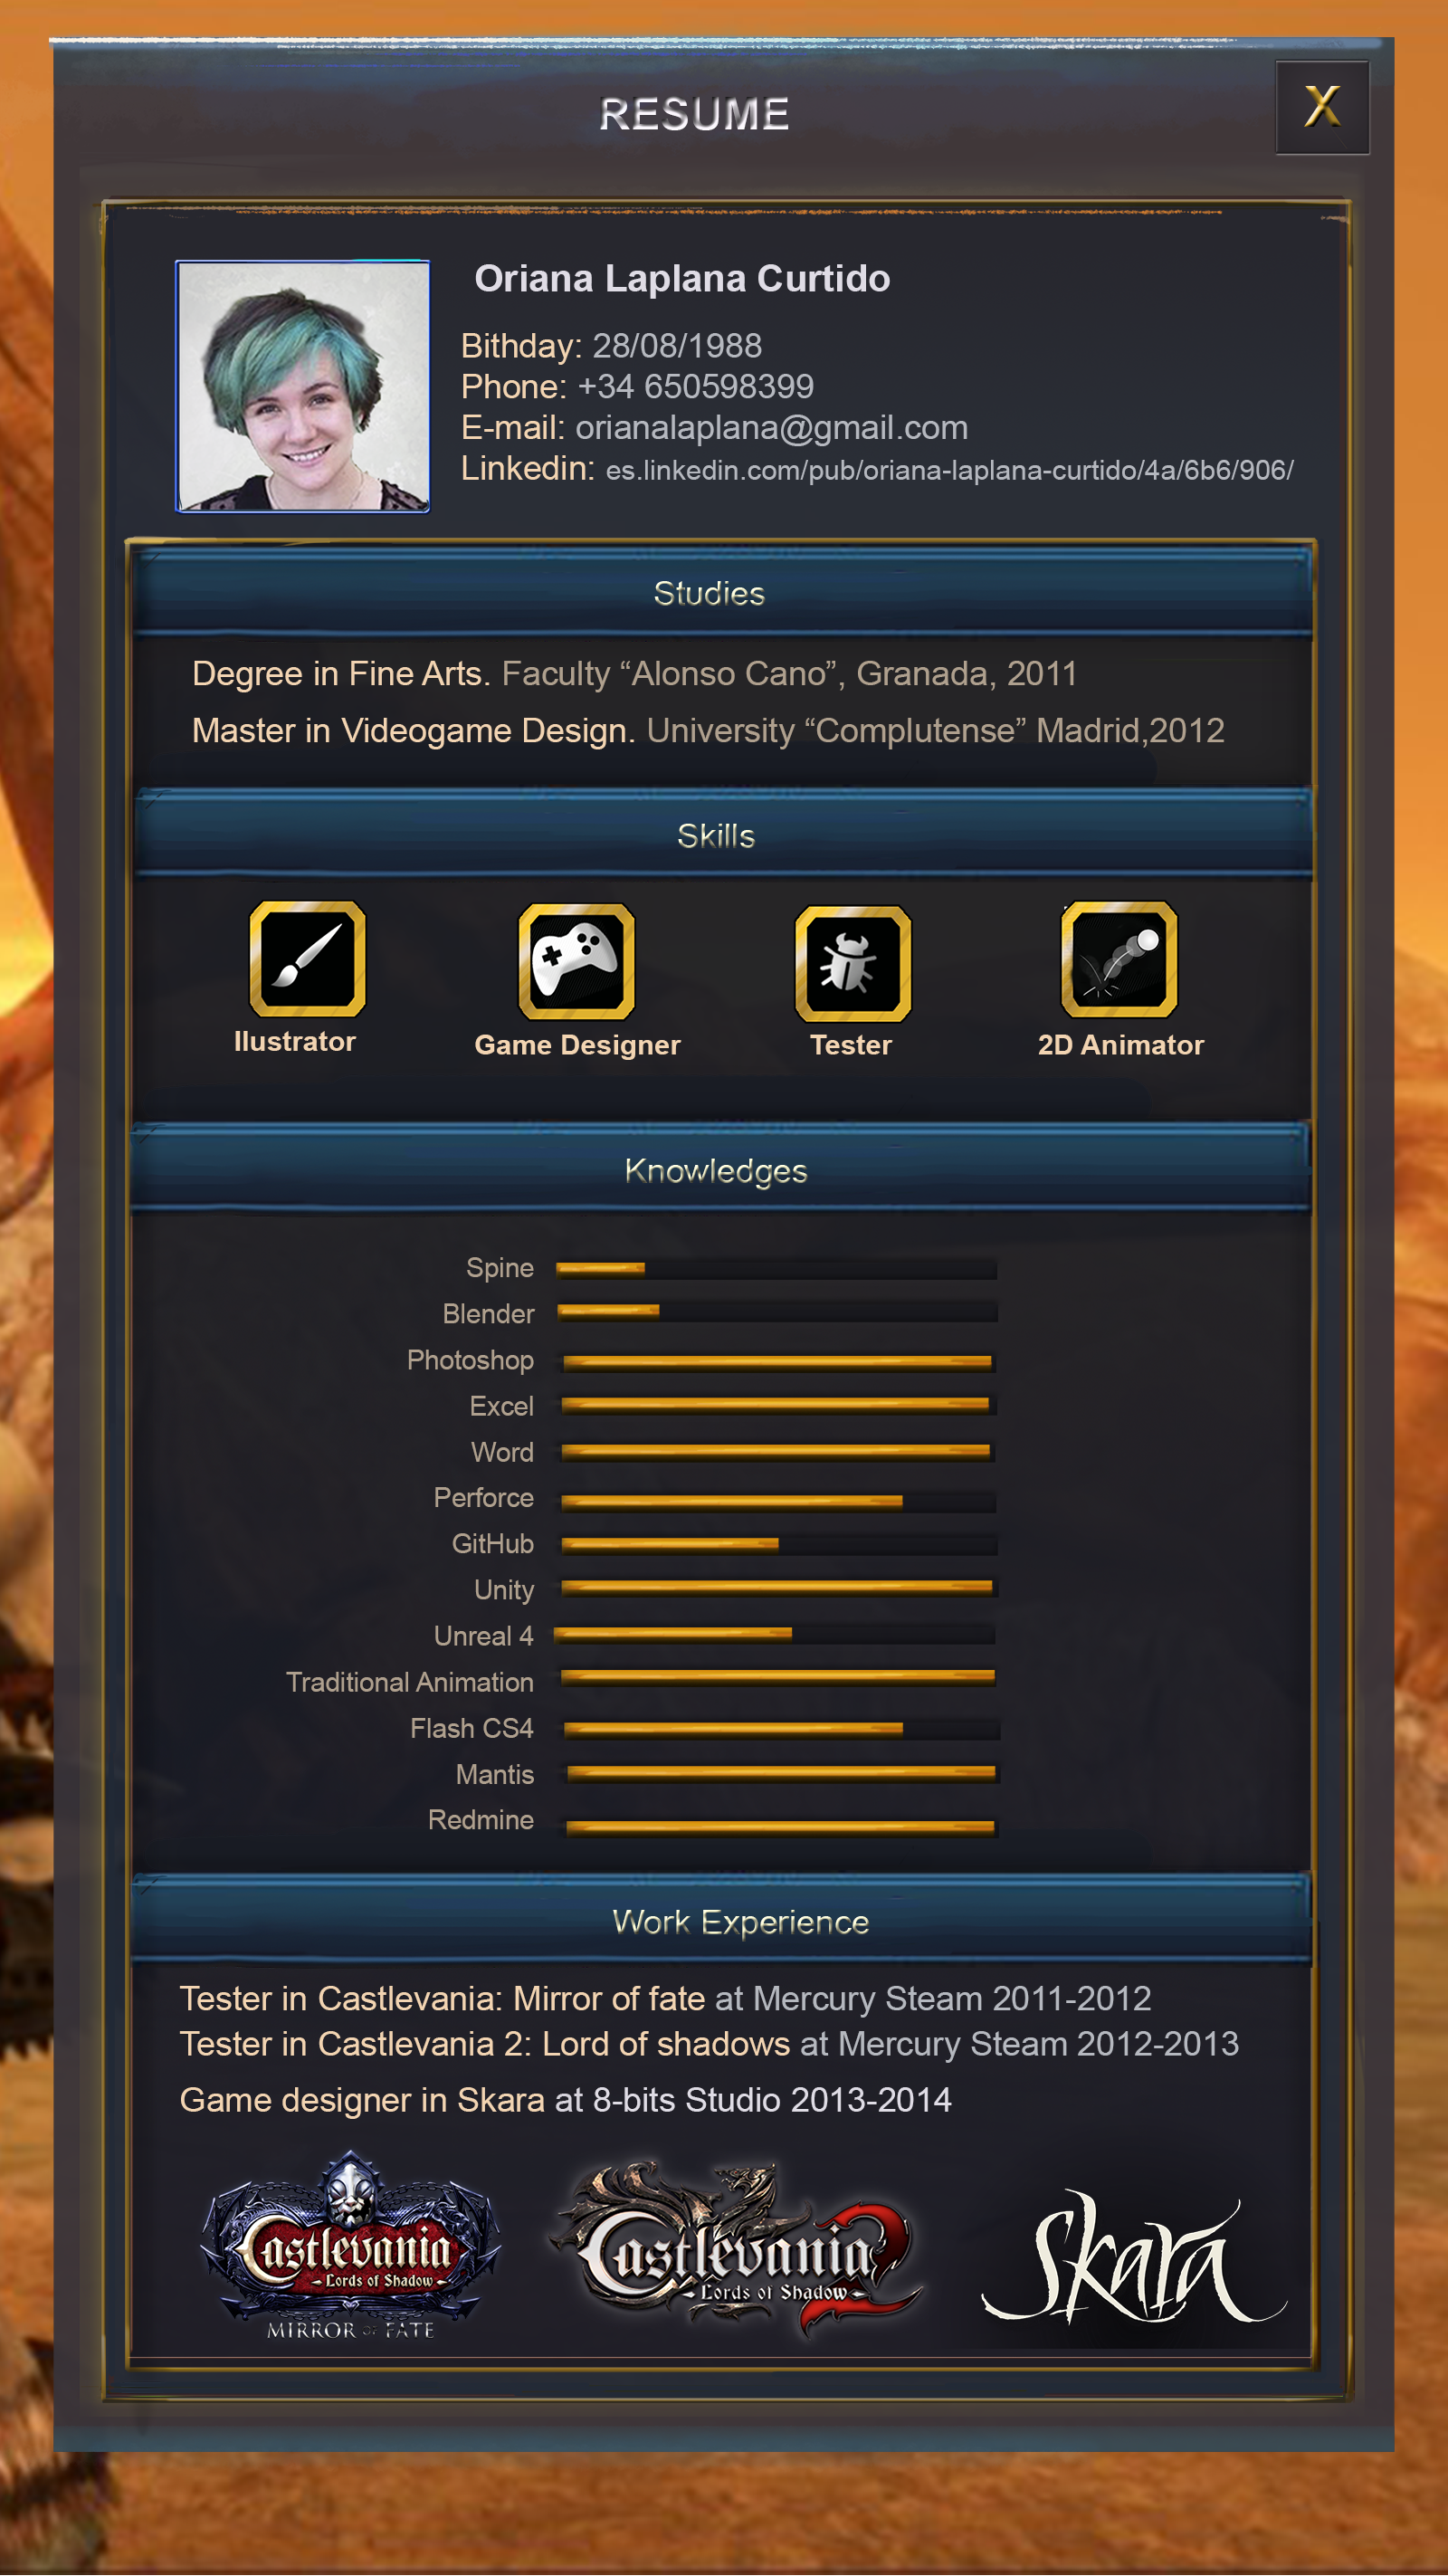 RESUME
X
Oriana Laplana Curtido
Bithday: 28/08/1988
Phone: +34 650598399
E-mail: orianalaplana@gmail.com
Linkedin: es.linkedin.com/pub/oriana-laplana-curtido/4a/6b6/906/
Studies
Degree in Fine Arts. Faculty “Alonso Cano”, Granada, 2011
Master in Videogame Design. University “Complutense” Madrid,2012
Skills
Ilustrator
Game Designer
Tester
2D Animator
Knowledges
Spine
Blender
Photoshop
Excel
Word
Perforce
GitHub
Unity
Unreal 4
Traditional Animation
Flash CS4
Mantis
Redmine
Work Experience
Tester in Castlevania: Mirror of fate at Mercury Steam 2011-2012
Tester in Castlevania 2: Lord of shadows at Mercury Steam 2012-2013
Game designer in Skara at 8-bits Studio 2013-2014
Castlevania
Lords of Shadow
MIRROR OF FATE
Castlevania 2
Lords of Shadow
Skara